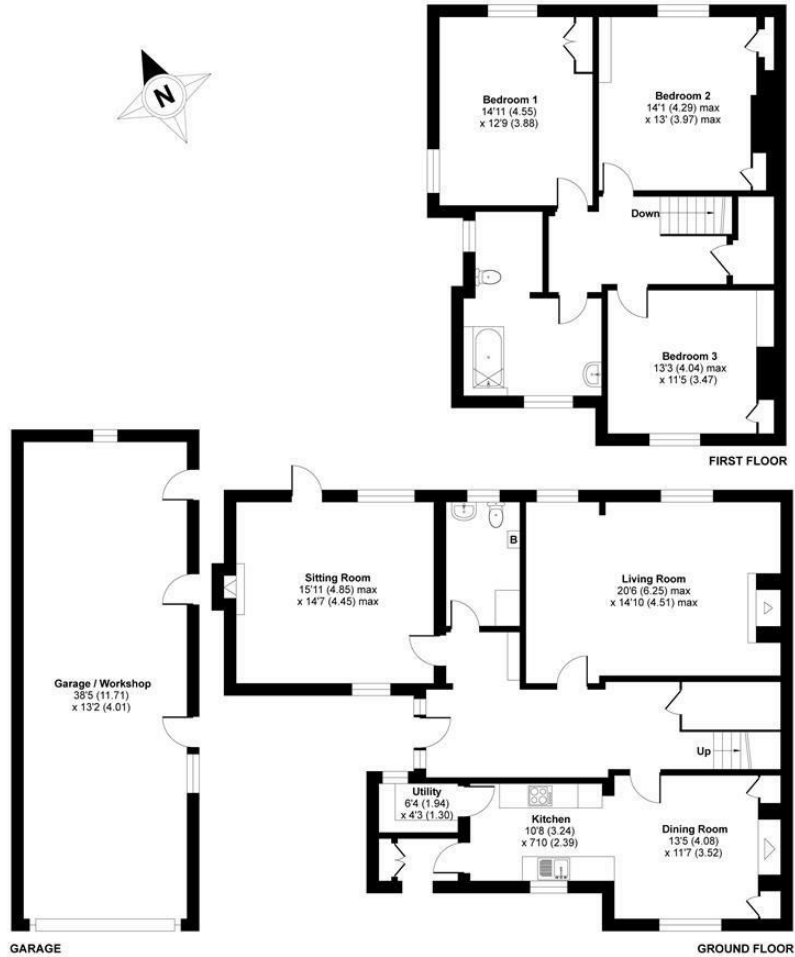 N
Bedroom 1
14'11 (4.55)
x 12'9 (3.88)
Bedroom 2
14'1 (4.29) max
x 13' (3.97) max
Down
Bedroom 3
13'3 (4.04) max
x 11'5 (3.47)
FIRST FLOOR
Sitting Room
15'11 (4.85) max
x 14'7 (4.45) max
B
Living Room
20'6 (6.25) max
x 14'10 (4.51) max
Garage / Workshop
38'5 (11.71)
x 13'2 (4.01)
Up
Utility
6'4 (1.94)
x 4'3 (1.30)
Kitchen
10'8 (3.24)
x 710 (2.39)
Dining Room
13'5 (4.08)
x 11'7 (3.52)
GARAGE
GROUND FLOOR